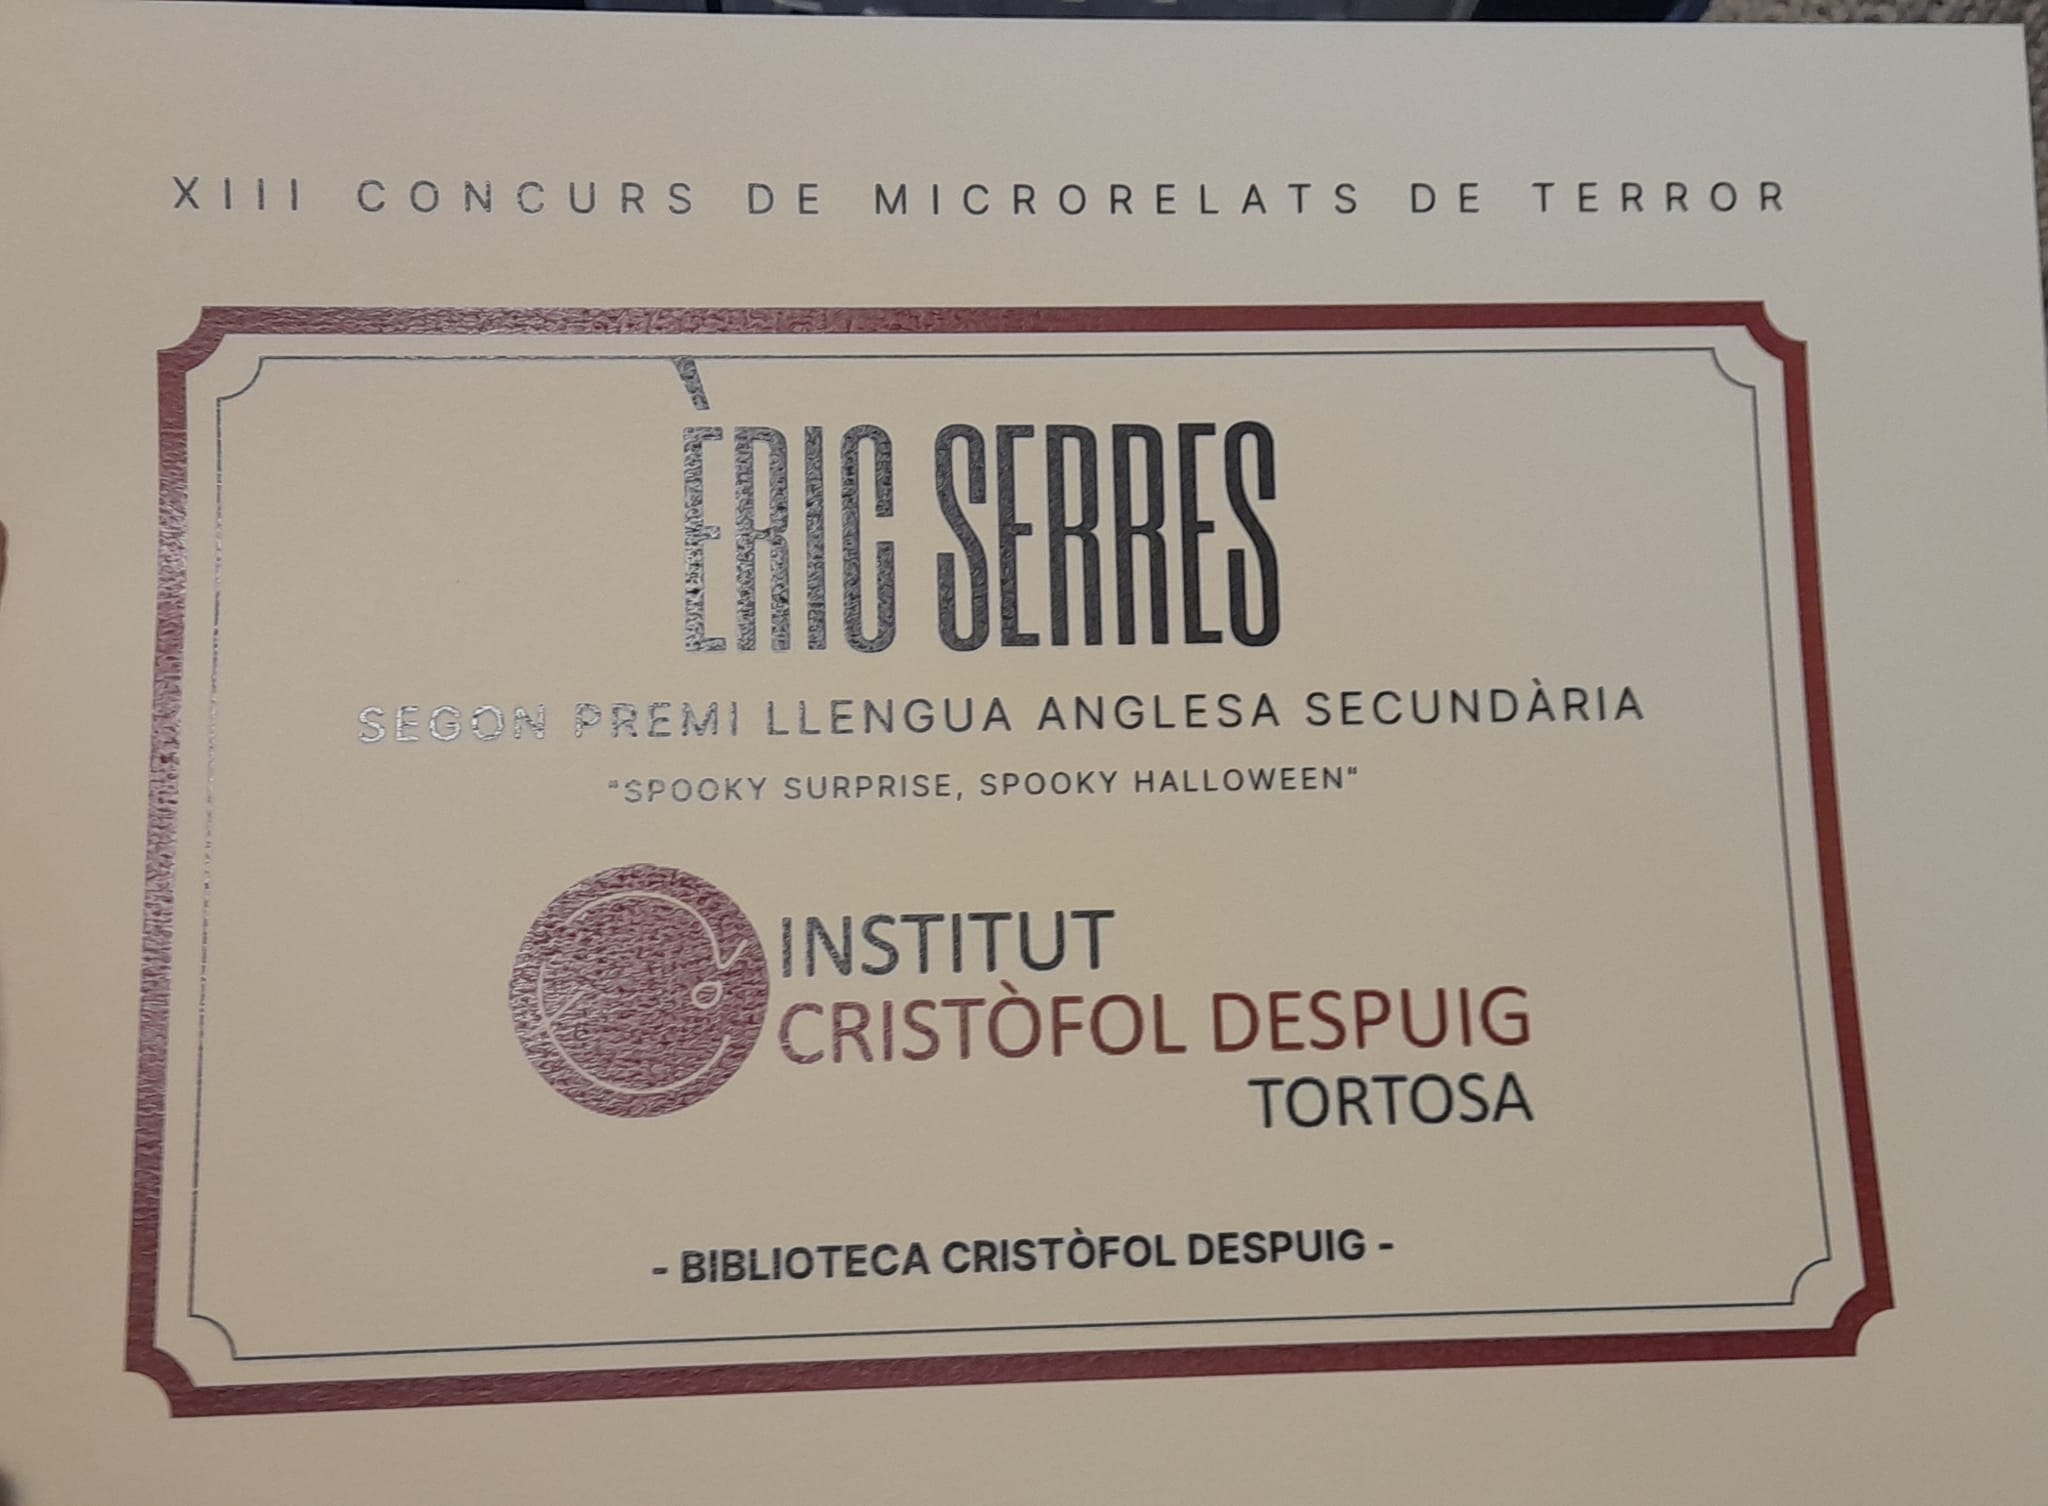 XIII CONCURS DE MICRORELATS DE TERROR
ÈRIC SERRES
SEGON PREMI LLENGUA ANGLESA SECUNDÀRIA
"SPOOKY SURPRISE, SPOOKY HALLOWEEN"
INSTITUT
CRISTÒFOL DESPUIG
TORTOSA
- BIBLIOTECA CRISTÒFOL DESPUIG -